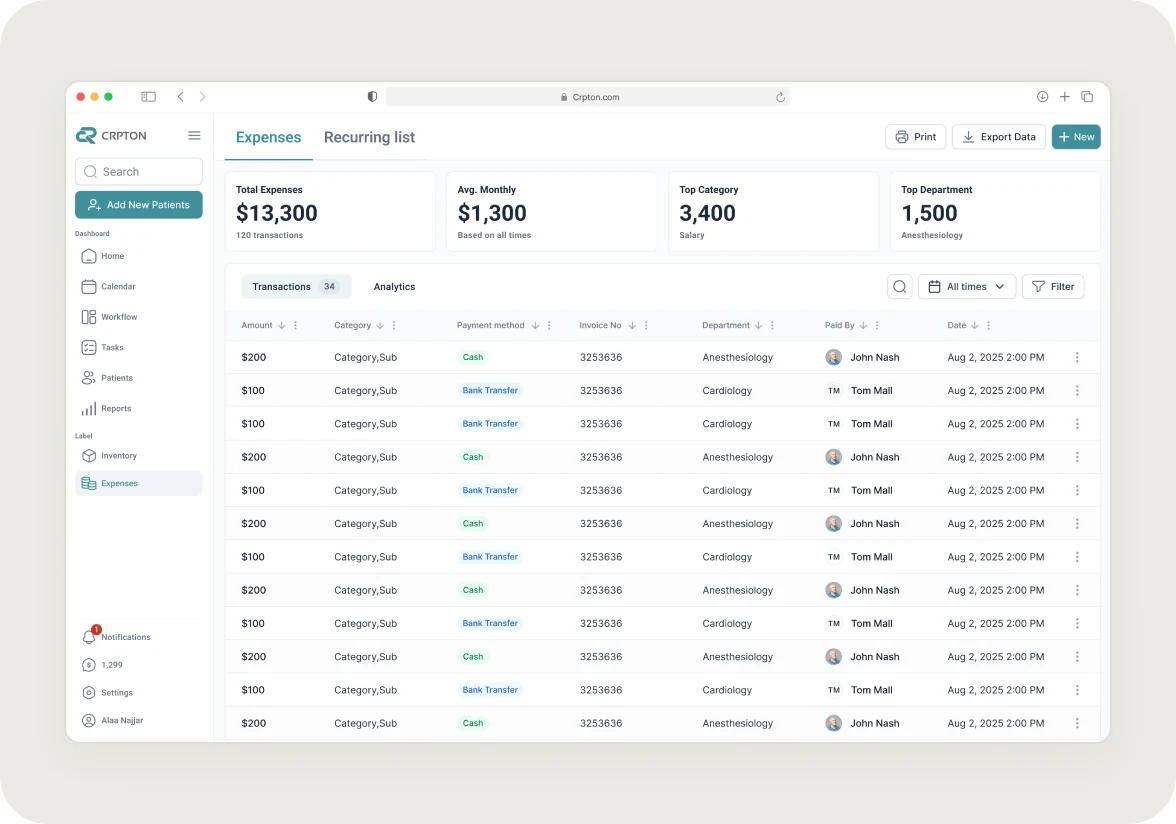 Crpton.com
CRPTON
Search
Add New Patients
Dashboard
Home
Calendar
Workflow
Tasks
Patients
Reports
Label
Inventory
Expenses
1
Notifications
$ 1,299
Settings
Alaa Najjar
Expenses Recurring list
Print Export Data + New
Total Expenses
$13,300
120 transactions
Avg. Monthly
$1,300
Based on all times
Top Category
3,400
Salary
Top Department
1,500
Anesthesiology
Transactions 34 Analytics All times Filter
Amount Category Payment method Invoice No Department Paid By Date
$200 Category,Sub Cash 3253636 Anesthesiology John Nash Aug 2, 2025 2:00 PM
$100 Category,Sub Bank Transfer 3253636 Cardiology TM Tom Mall Aug 2, 2025 2:00 PM
$100 Category,Sub Bank Transfer 3253636 Cardiology TM Tom Mall Aug 2, 2025 2:00 PM
$200 Category,Sub Cash 3253636 Anesthesiology John Nash Aug 2, 2025 2:00 PM
$100 Category,Sub Bank Transfer 3253636 Cardiology TM Tom Mall Aug 2, 2025 2:00 PM
$200 Category,Sub Cash 3253636 Anesthesiology John Nash Aug 2, 2025 2:00 PM
$100 Category,Sub Bank Transfer 3253636 Cardiology TM Tom Mall Aug 2, 2025 2:00 PM
$200 Category,Sub Cash 3253636 Anesthesiology John Nash Aug 2, 2025 2:00 PM
$100 Category,Sub Bank Transfer 3253636 Cardiology TM Tom Mall Aug 2, 2025 2:00 PM
$200 Category,Sub Cash 3253636 Anesthesiology John Nash Aug 2, 2025 2:00 PM
$100 Category,Sub Bank Transfer 3253636 Cardiology TM Tom Mall Aug 2, 2025 2:00 PM
$200 Category,Sub Cash 3253636 Anesthesiology John Nash Aug 2, 2025 2:00 PM